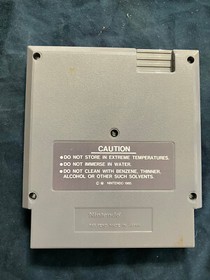 CAUTION
●DO NOT STORE IN EXTREME TEMPERATURES.
●DO NOT IMMERSE IN WATER.
●DO NOT CLEAN WITH BENZENE, THINNER,
ALCOHOL OR OTHER SUCH SOLVENTS.
NINTENDO 1985